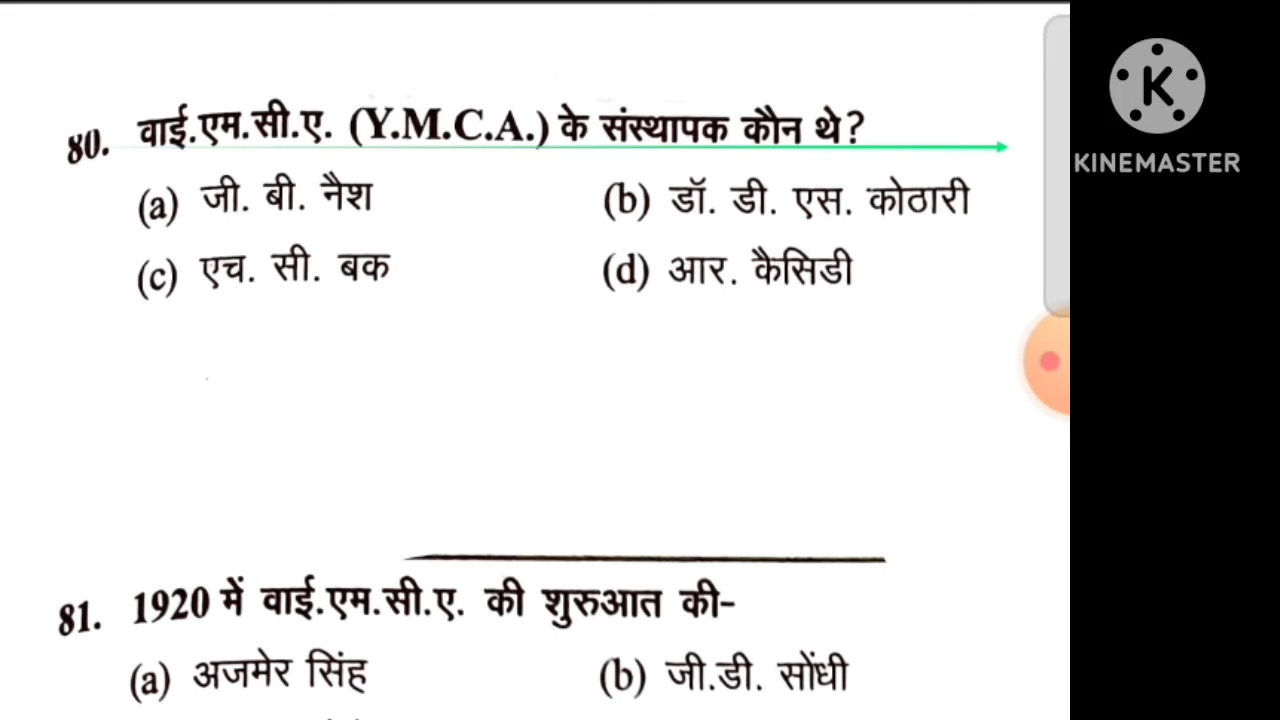 80. वाई.एम.सी.ए. (Y.M.C.A.) के संस्थापक कौन थे?
(a) जी. बी. नैश (b) डॉ. डी. एस. कोठारी
(c) एच. सी. बक (d) आर. कैसिडी
81. 1920 में वाई.एम.सी.ए. की शुरुआत की-
(a) अजमेर सिंह (b) जी.डी. सोंधी
KINEMASTER